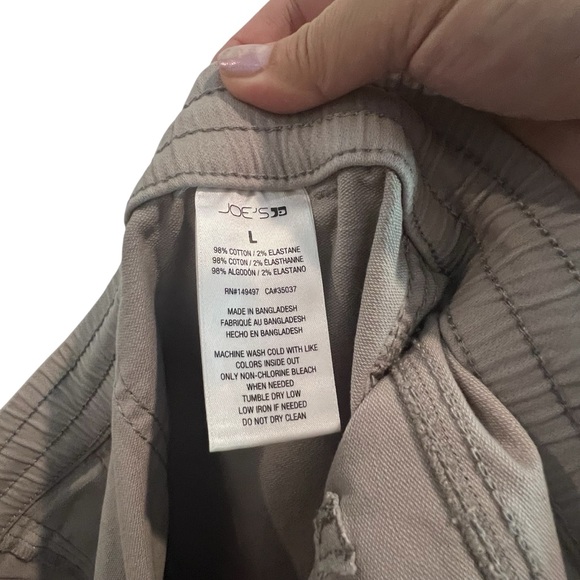 JOE'S
L
98% COTTON / 2% ELASTANE
98% COTON / 2% ÉLASTHANNE
98% ALGODÓN / 2% ELASTANO
RN#149497 CA#35037
MADE IN BANGLADESH
FABRIQUÉ AU BANGLADESH
HECHO EN BANGLADESH
MACHINE WASH COLD WITH LIKE
COLORS INSIDE OUT
ONLY NON-CHLORINE BLEACH
WHEN NEEDED
TUMBLE DRY LOW
LOW IRON IF NEEDED
DO NOT DRY CLEAN